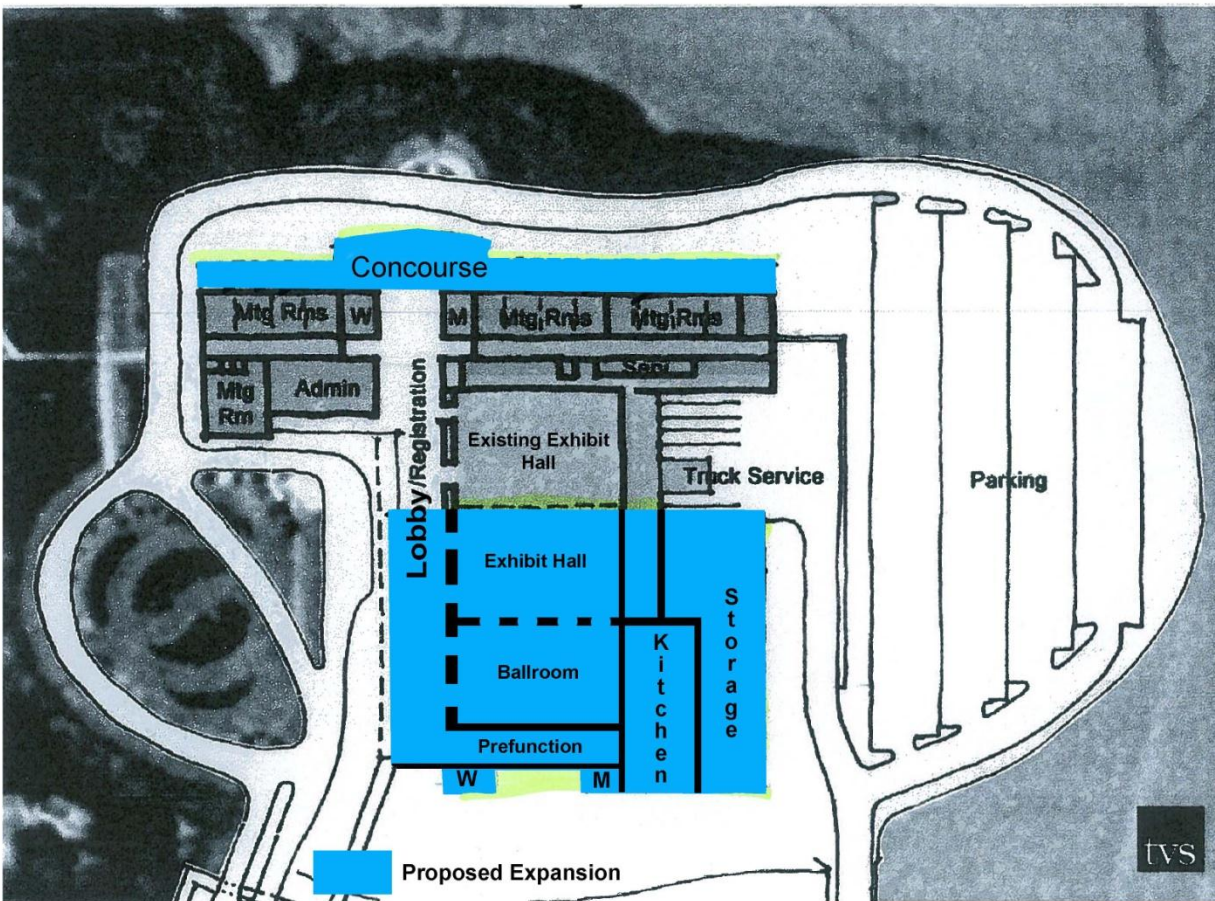 Concourse
Mtg Rms
W
M
Mtg Rms
Mtg Rms
Mtg
Rm
Admin
Serv
Lobby/Registration
Existing Exhibit
Hall
Truck Service
Parking
Exhibit Hall
Ballroom
Kitchen
Storage
Prefunction
W
M
Proposed Expansion
tvs